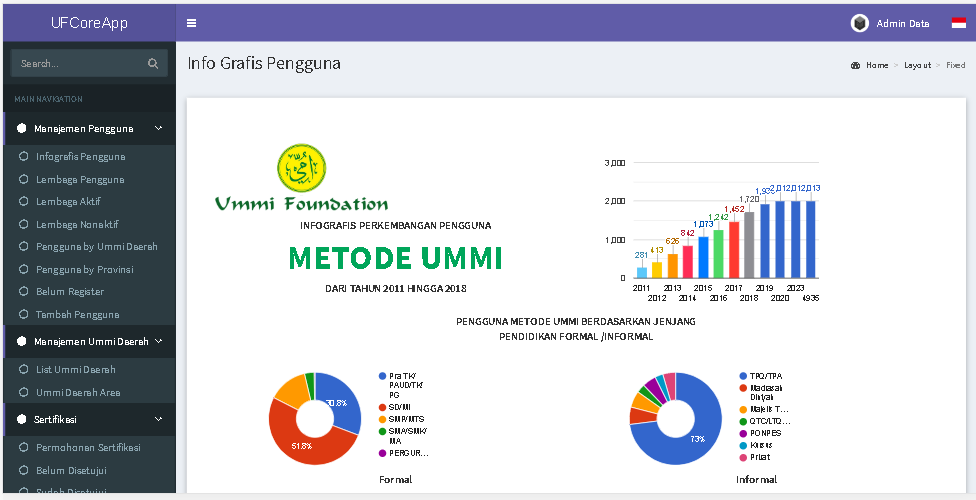 UFCoreApp
Admin Data
Search...
Info Grafis Pengguna
Home > Layout > Fixed
MAIN NAVIGATION
Manajemen Pengguna
Infografis Pengguna
Lembaga Pengguna
Lembaga Aktif
Lembaga Nonaktif
Pengguna by Ummi Daerah
Pengguna by Provinsi
Belum Register
Tambah Pengguna
Manajemen Ummi Daerah
List Ummi Daerah
Ummi Daerah Area
Sertifikasi
Permohonan Sertifikasi
Belum Disetujui
Sudah Disetujui
Ummi Foundation
INFOGRAFIS PERKEMBANGAN PENGGUNA
METODE UMMI
DARI TAHUN 2011 HINGGA 2018
3,000
2,000
1,000
0
281
413
626
842
1,073
1,242
1,452
1,720
2,013
2011 2013 2015 2017 2019 2023
2012 2014 2016 2018 2020 4935
PENGGUNA METODE UMMI BERDASARKAN JENJANG
PENDIDIKAN FORMAL /INFORMAL
30.8%
51.8%
Pra TK/
PAUD/TK/
PG
SD/MI
SMP/MTS
SMA/SMK/
MA
PERGUR...
Formal
73%
TPQ/TPA
Madrasah
Diniyah
Majelis T...
QTC/LTQ...
PONPES
Kursus
Privat
Informal